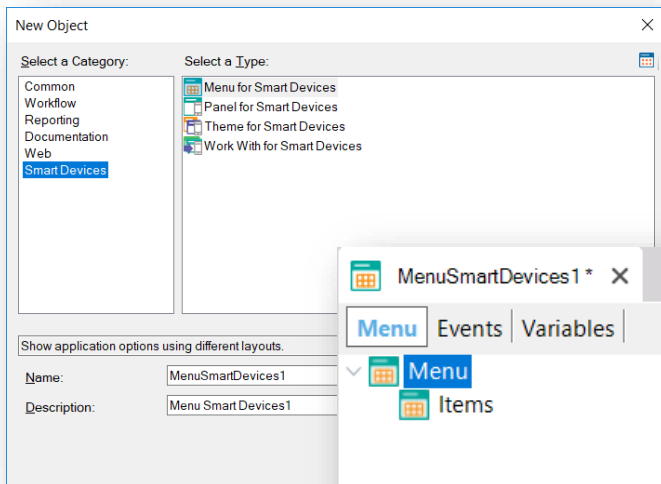 New Object
Select a Category:
Select a Type:
Common
Workflow
Reporting
Documentation
Web
Smart Devices
Menu for Smart Devices
Panel for Smart Devices
Theme for Smart Devices
Work With for Smart Devices
Show application options using different layouts.
Name:
MenuSmartDevices1
Description:
Menu Smart Devices1
MenuSmartDevices1 *
Menu Events Variables
Menu
Items